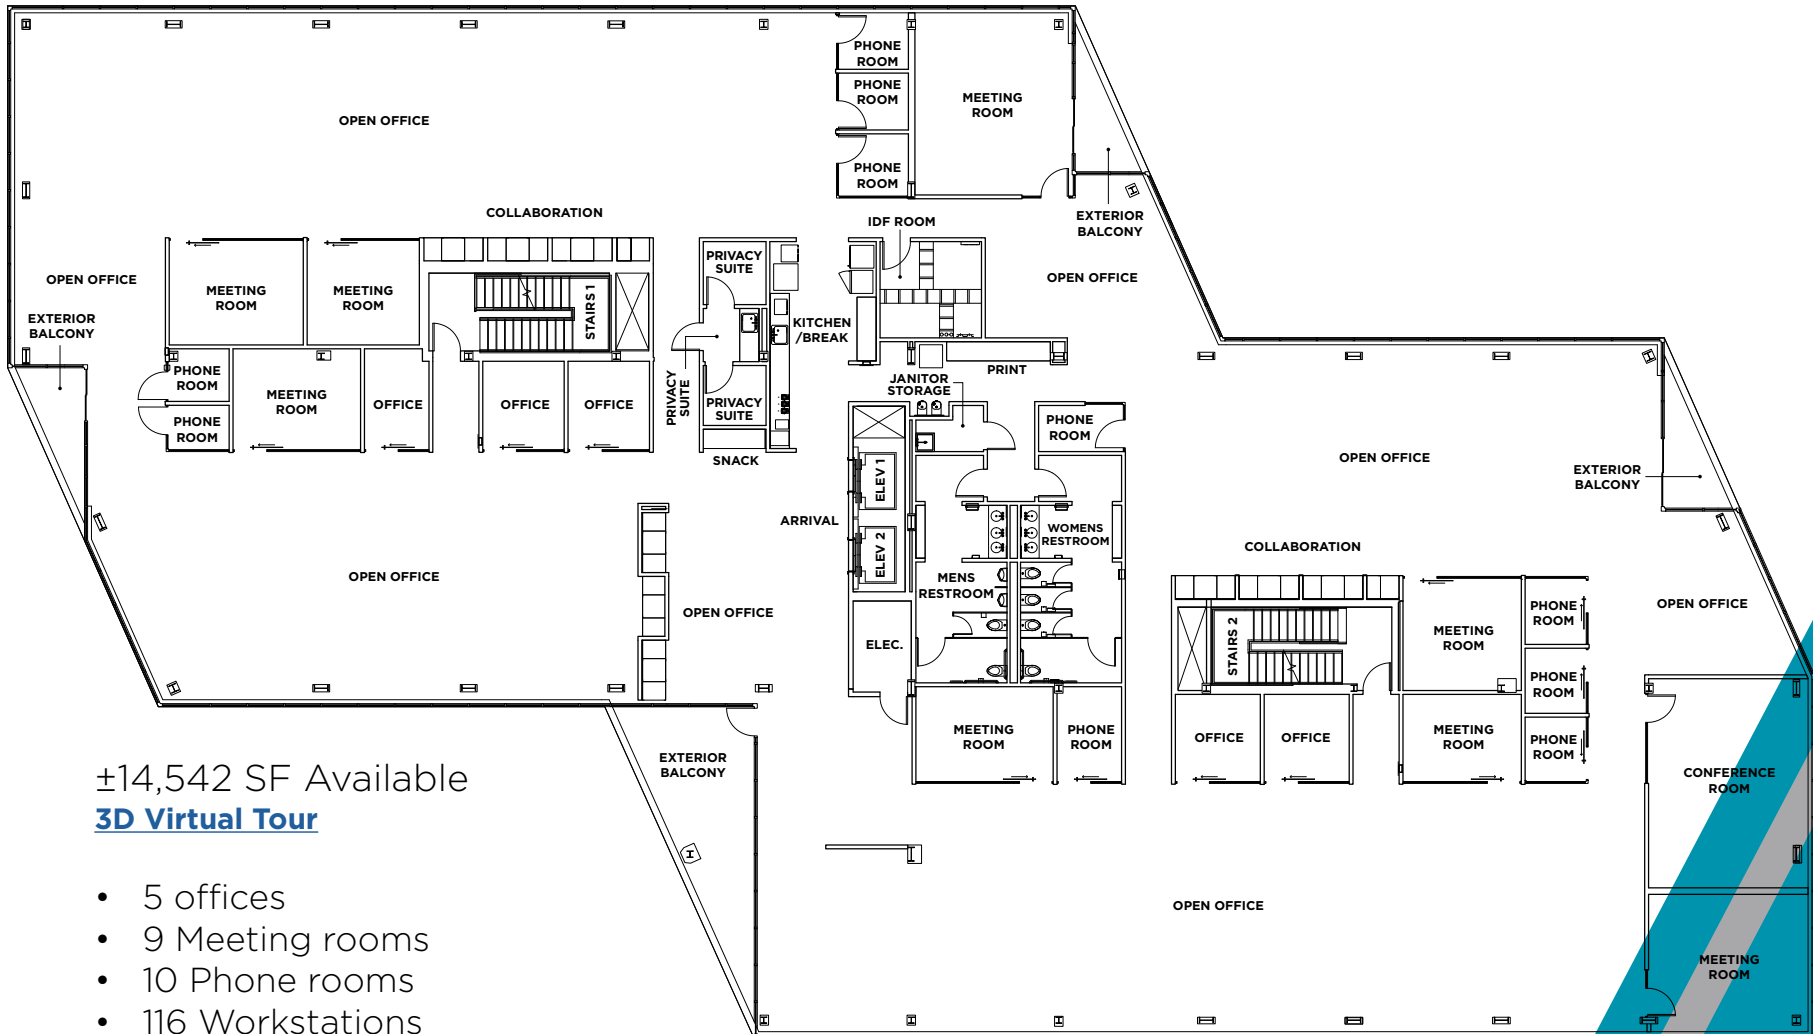 PHONE
ROOM
PHONE
ROOM
MEETING
ROOM
OPEN OFFICE
PHONE
ROOM
COLLABORATION
IDF ROOM
EXTERIOR
BALCONY
OPEN OFFICE
MEETING
ROOM
MEETING
ROOM
STAIRS 1
PRIVACY
SUITE
OPEN OFFICE
EXTERIOR
BALCONY
KITCHEN
/BREAK
PHONE
ROOM
MEETING
ROOM
OFFICE
OFFICE
OFFICE
PRIVACY
SUITE
PRIVACY
SUITE
PRINT
JANITOR
STORAGE
PHONE
ROOM
PHONE
ROOM
SNACK
ELEV 1
OPEN OFFICE
EXTERIOR
BALCONY
ARRIVAL
ELEV 2
WOMENS
RESTROOM
COLLABORATION
OPEN OFFICE
MENS
RESTROOM
OPEN OFFICE
ELEC.
STAIRS 2
MEETING
ROOM
PHONE
ROOM
OPEN OFFICE
PHONE
ROOM
MEETING
ROOM
PHONE
ROOM
OFFICE
OFFICE
MEETING
ROOM
PHONE
ROOM
EXTERIOR
BALCONY
CONFERENCE
ROOM
±14,542 SF Available
3D Virtual Tour
• 5 offices
• 9 Meeting rooms
• 10 Phone rooms
• 116 Workstations
OPEN OFFICE
MEETING
ROOM